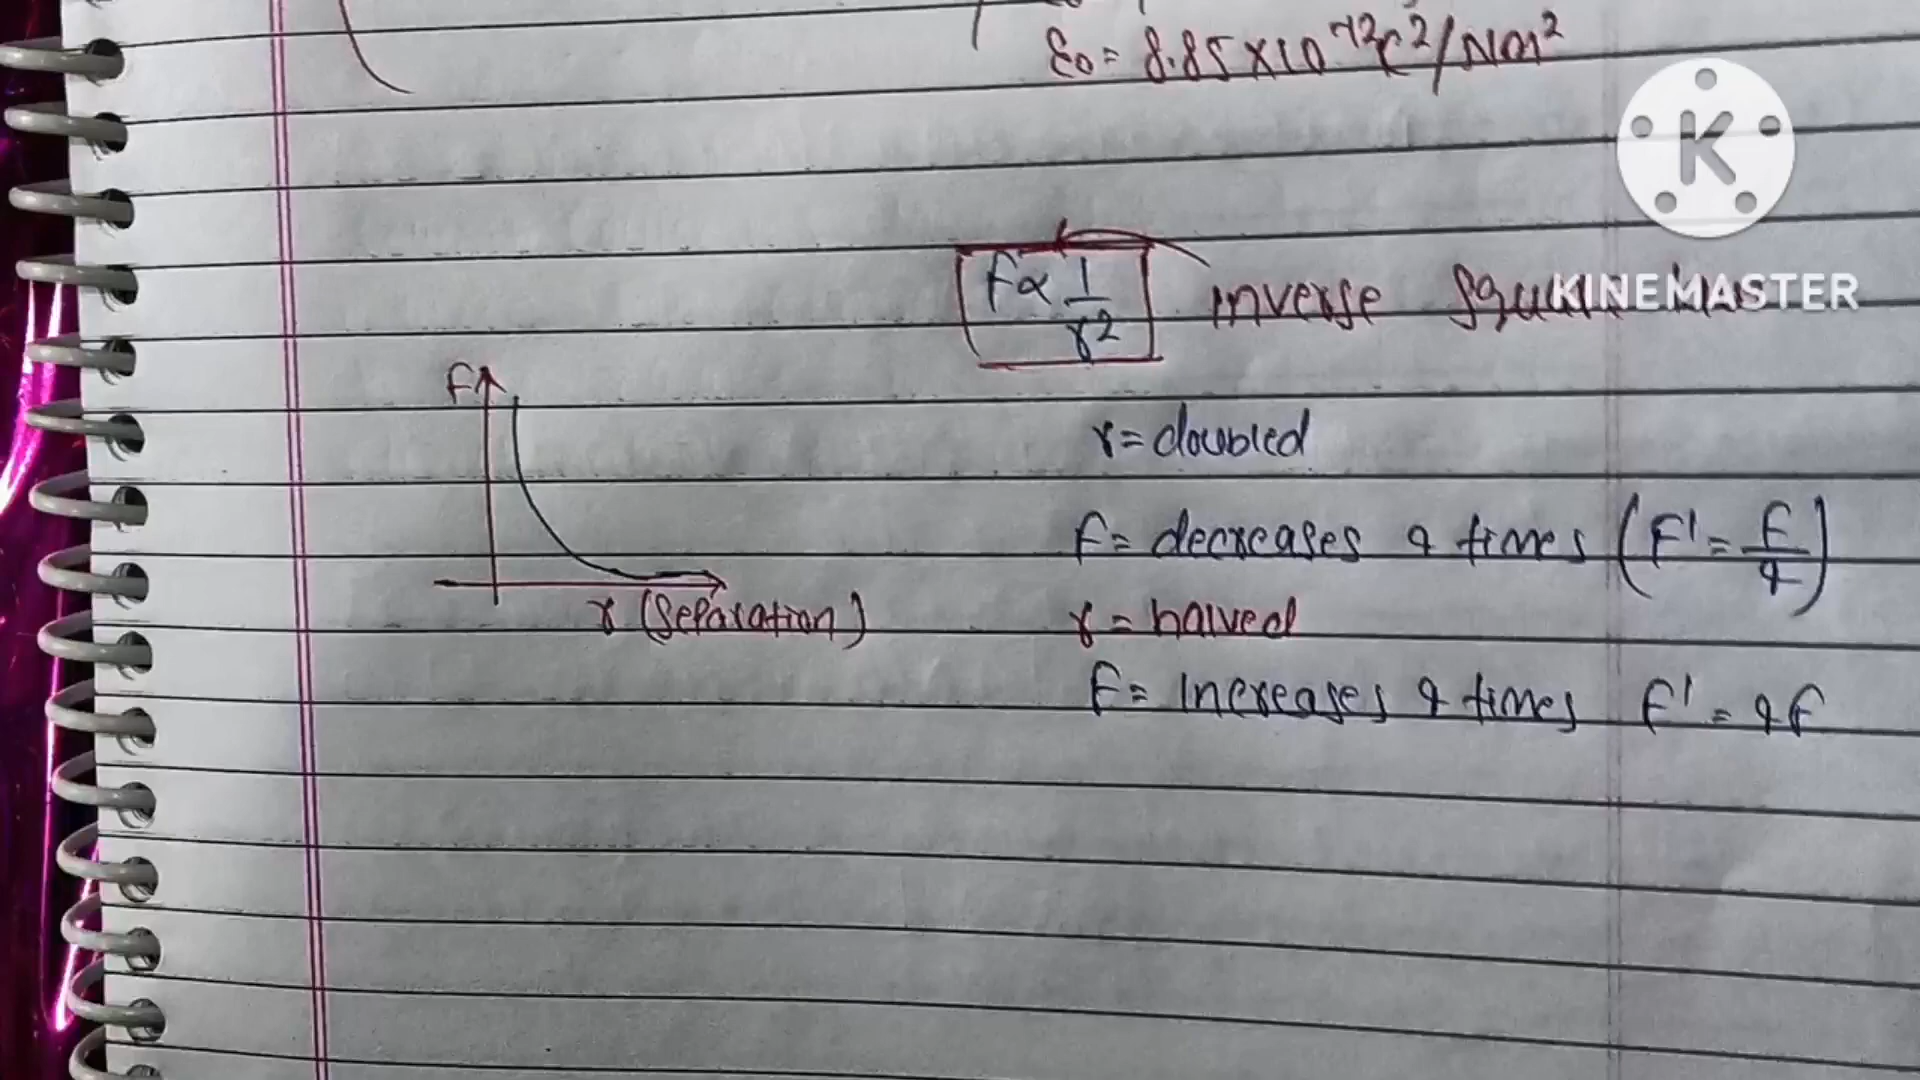 ε₀ = 8.85 × 10⁻¹² C²/Nm²
K
KINEMASTER
F ∝ 1/r² inverse square
F
r = doubled
F = decreases 4 times (F' = F/4)
r (separation)
r = halved
F = increases 4 times F' = 4F